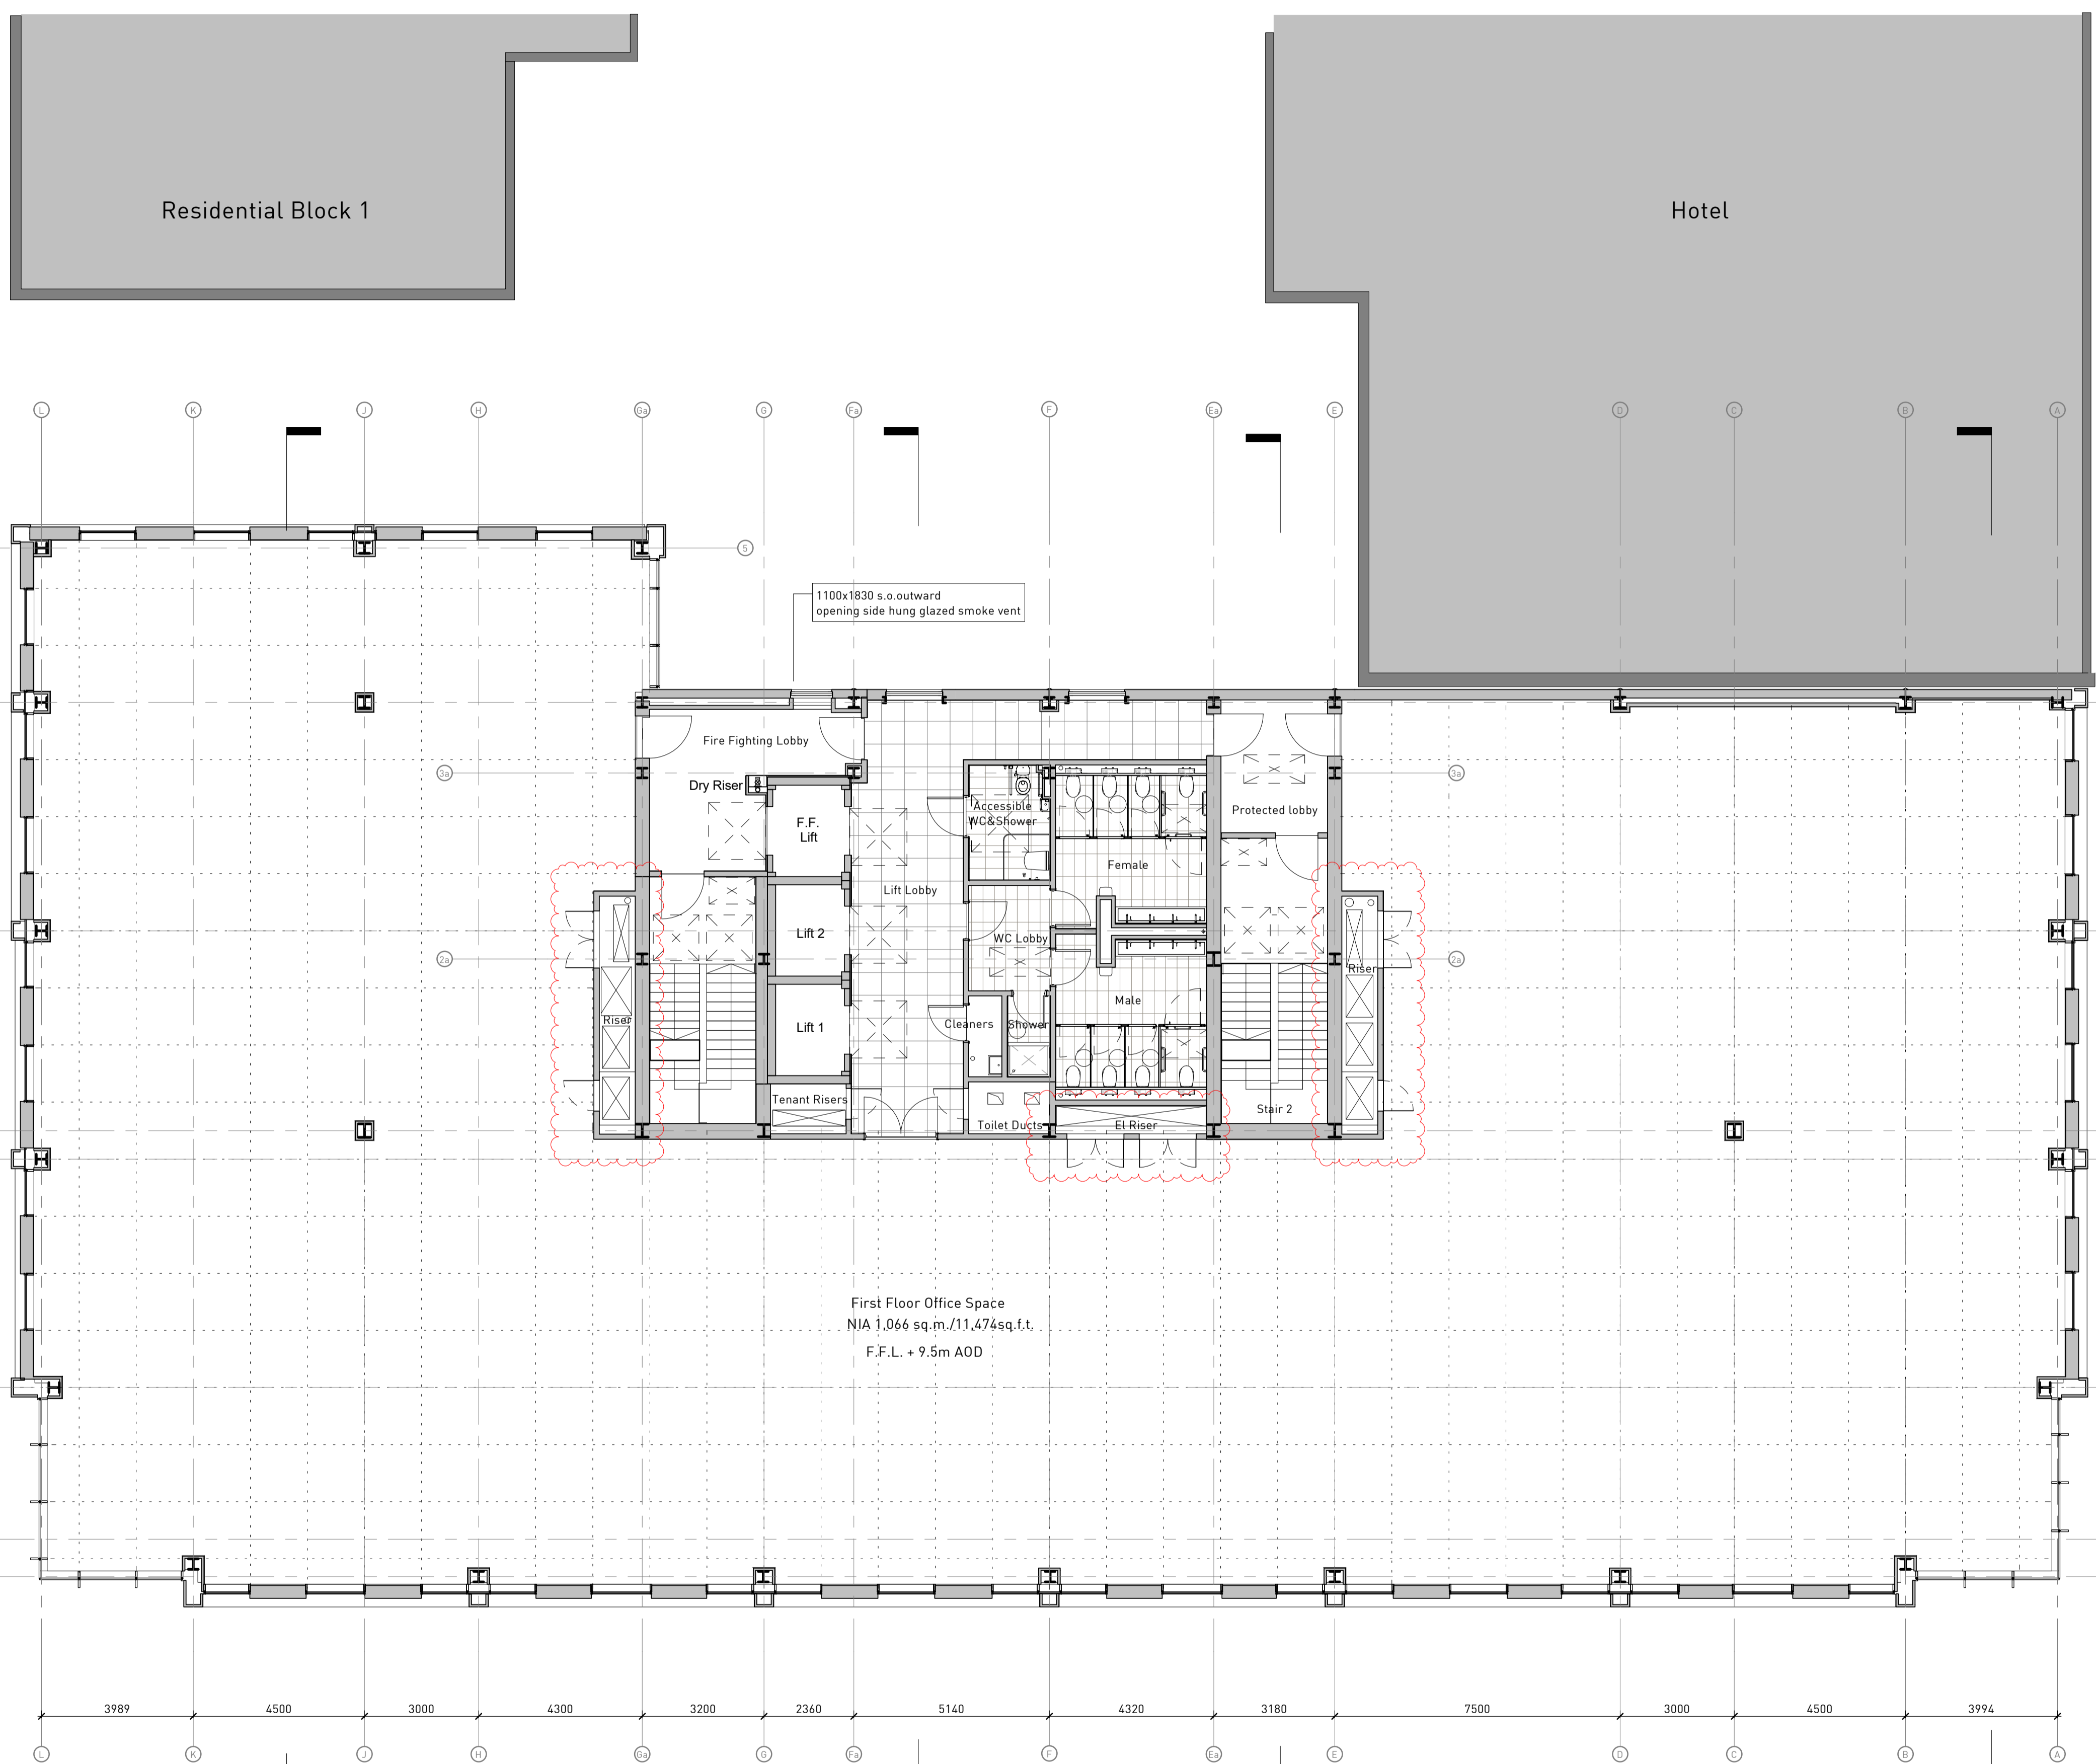 Residential Block 1
Hotel
L
K
J
H
Ga
G
Fa
F
Ea
E
D
C
B
A
5
1100x1830 s.o.outward
opening side hung glazed smoke vent
Fire Fighting Lobby
3a
3a
Dry Riser
Accessible
WC&Shower
Protected lobby
F.F.
Lift
Female
Lift Lobby
Lift 2
WC Lobby
2a
2a
Riser
Male
Riser
Lift 1
Cleaners
Shower
Tenant Risers
Stair 2
Toilet Ducts
El Riser
First Floor Office Space
NIA 1,066 sq.m./11,474sq.f.t.
F.F.L. + 9.5m AOD
3989
4500
3000
4300
3200
2360
5140
4320
3180
7500
3000
4500
3994
L
K
J
H
Ga
G
Fa
F
Ea
E
D
C
B
A